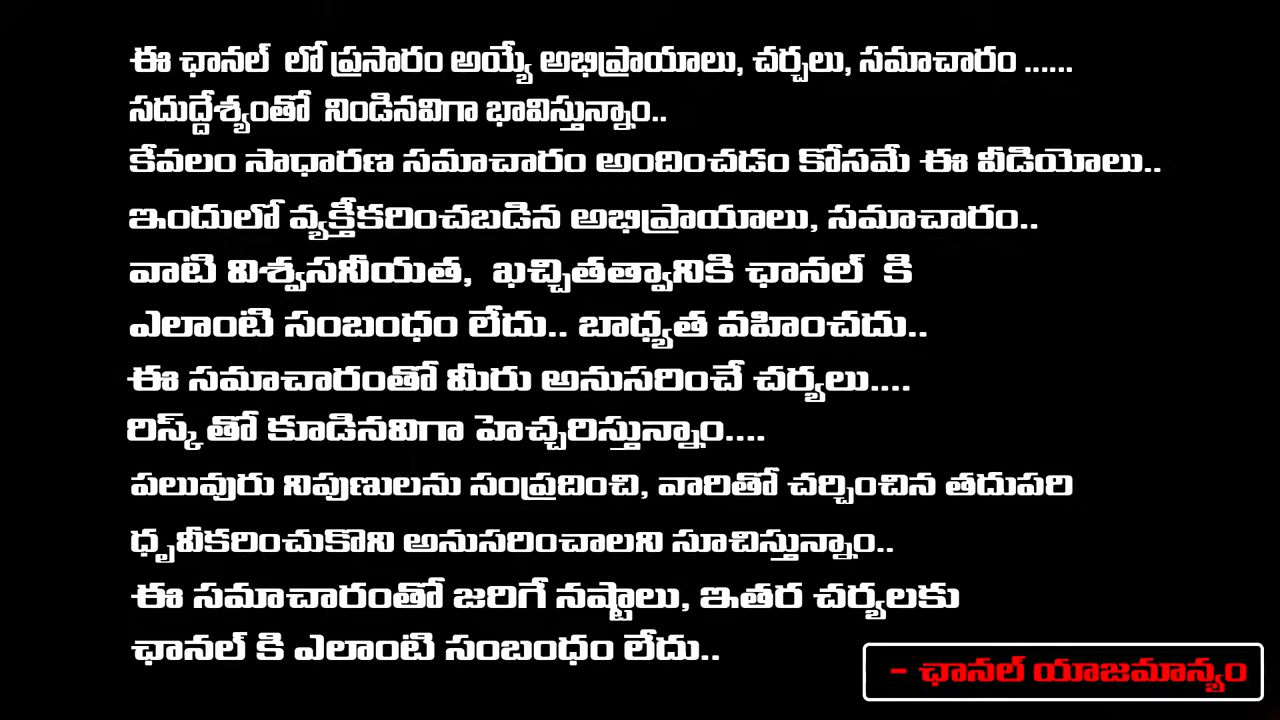 ఈ ఛానల్ లో ప్రసారం అయ్యే అభిప్రాయాలు, చర్చలు, సమాచారం ......
సదుద్దేశ్యంతో నిండినవిగా భావిస్తున్నాం..
కేవలం సాధారణ సమాచారం అందించడం కోసమే ఈ వీడియోలు..
ఇందులో వ్యక్తీకరించబడిన అభిప్రాయాలు, సమాచారం..
వాటి విశ్వసనీయత, ఖచ్చితత్వానికి ఛానల్ కి
ఎలాంటి సంబంధం లేదు.. బాధ్యత వహించదు..
ఈ సమాచారంతో మీరు అనుసరించే చర్యలు....
రిస్క్ తో కూడినవిగా హెచ్చరిస్తున్నాం....
పలువురు నిపుణులను సంప్రదించి, వారితో చర్చించిన తదుపరి
ధృవీకరించుకొని అనుసరించాలని సూచిస్తున్నాం..
ఈ సమాచారంతో జరిగే నష్టాలు, ఇతర చర్యలకు
ఛానల్ కి ఎలాంటి సంబంధం లేదు..
- ఛానల్ యాజమాన్యం